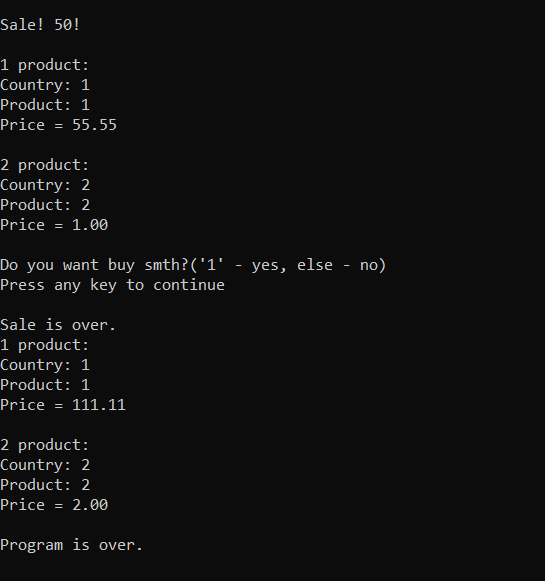 Sale! 50!
1 product:
Country: 1
Product: 1
Price = 55.55
2 product:
Country: 2
Product: 2
Price = 1.00
Do you want buy smth?('1' - yes, else - no)
Press any key to continue
Sale is over.
1 product:
Country: 1
Product: 1
Price = 111.11
2 product:
Country: 2
Product: 2
Price = 2.00
Program is over.